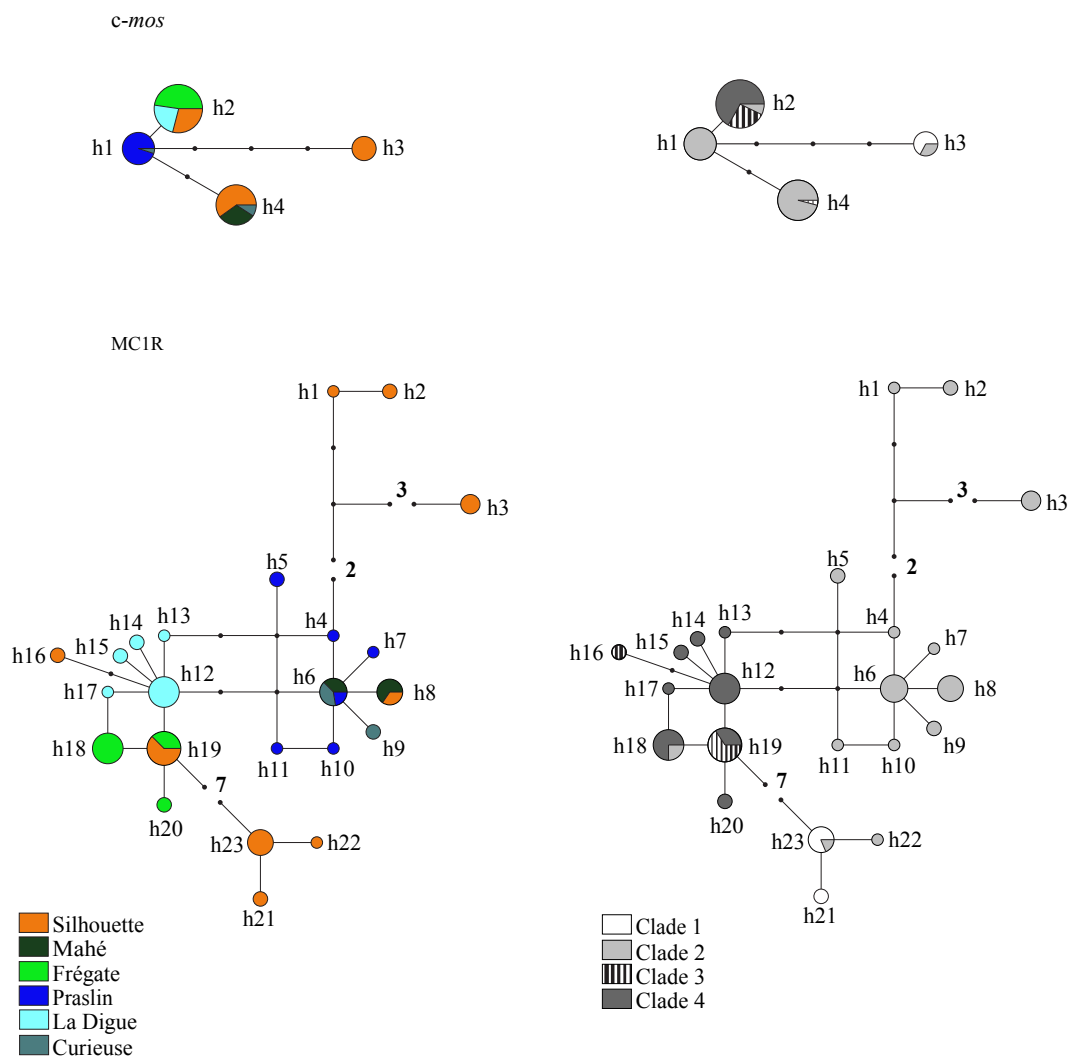 c-mos
h2
h1
h3
h4
h2
h1
h3
h4
MC1R
h1
h2
3
h3
h5
2
h4
h13
h14
h15
h16
h12
h17
h6
h7
h8
h9
h18
h19
h11
h10
7
h20
h23
h22
h21
h1
h2
3
h3
h5
2
h4
h13
h14
h15
h16
h12
h17
h6
h7
h8
h9
h18
h19
h11
h10
7
h20
h23
h22
h21
Silhouette
Mahé
Frégate
Praslin
La Digue
Curieuse
Clade 1
Clade 2
Clade 3
Clade 4